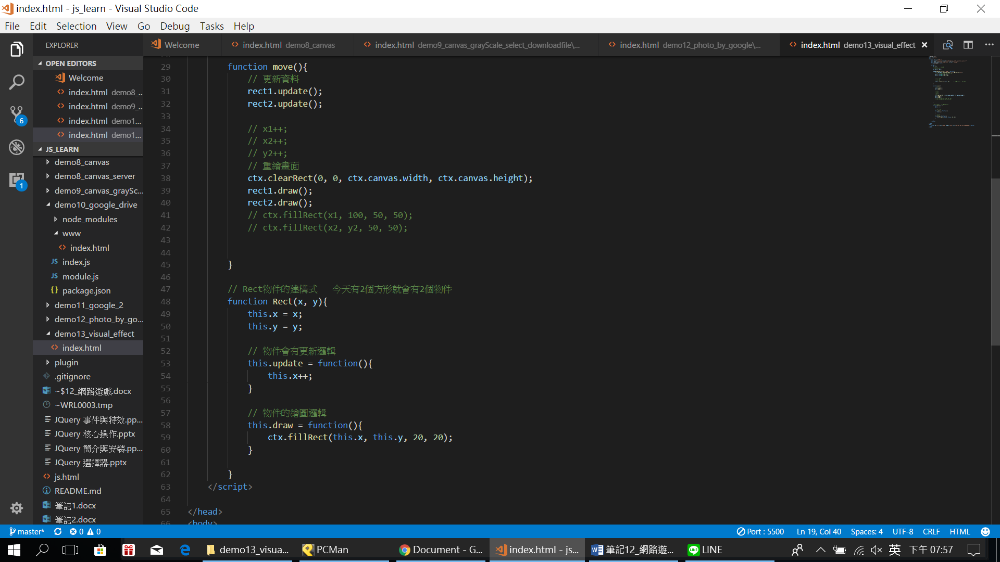 index.html - js_learn - Visual Studio Code
File Edit Selection View Go Debug Tasks Help
EXPLORER
OPEN EDITORS
Welcome
index.html demo8_...
index.html demo9_...
index.html demo1...
index.html demo1...
JS_LEARN
demo8_canvas
demo8_canvas_server
demo9_canvas_graySc...
demo10_google_drive
node_modules
www
index.html
JS index.js
JS module.js
{} package.json
demo11_google_2
demo12_photo_by_go...
demo13_visual_effect
index.html
plugin
.gitignore
~$12_網路遊戲.docx
~WRL0003.tmp
JQuery 事件與特效.pp...
JQuery 核心操作.pptx
JQuery 簡介與安裝.pp...
JQuery 選擇器.pptx
js.html
README.md
筆記1.docx
筆記2.docx
6
1
Welcome index.html demo8_canvas index.html demo9_canvas_grayScale_select_downloadfile\... index.html demo12_photo_by_google\... index.html demo13_visual_effect
29 function move(){
30 // 更新資料
31 rect1.update();
32 rect2.update();
33
34 // x1++;
35 // x2++;
36 // y2++;
37 // 重繪畫面
38 ctx.clearRect(0, 0, ctx.canvas.width, ctx.canvas.height);
39 rect1.draw();
40 rect2.draw();
41 // ctx.fillRect(x1, 100, 50, 50);
42 // ctx.fillRect(x2, y2, 50, 50);
43
44
45 }
46
47 // Rect物件的建構式 今天有2個方形就會有2個物件
48 function Rect(x, y){
49 this.x = x;
50 this.y = y;
51
52 // 物件會有更新邏輯
53 this.update = function(){
54 this.x++;
55 }
56
57 // 物件的繪圖邏輯
58 this.draw = function(){
59 ctx.fillRect(this.x, this.y, 20, 20);
60 }
61
62 }
63 </script>
64
65 </head>
66 <body>
master* 0 0 Port : 5500 Ln 19, Col 40 Spaces: 4 UTF-8 CRLF HTML
demo13_visua... PCMan Document - G... index.html - js... 筆記12_網路遊... LINE 英 下午 07:57